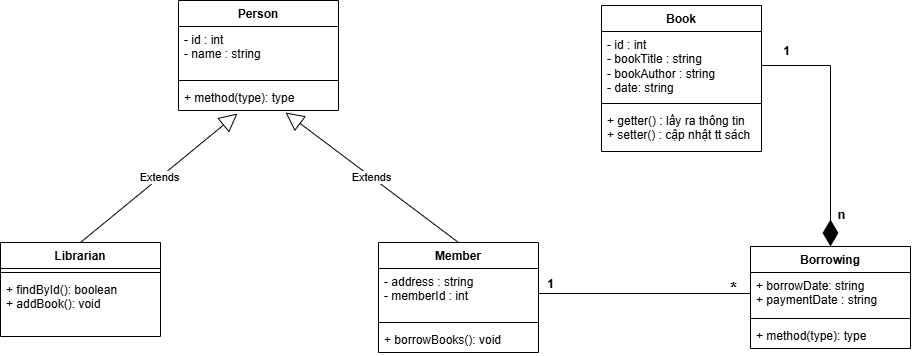 Person
- id : int
- name : string
+ method(type): type
Book
- id : int
- bookTitle : string
- bookAuthor : string
- date: string
+ getter() : lấy ra thông tin
+ setter() : cập nhật tt sách
1
n
Extends
Extends
Librarian
+ findById(): boolean
+ addBook(): void
Member
- address : string
- memberId : int
+ borrowBooks(): void
1
*
Borrowing
+ borrowDate: string
+ paymentDate : string
+ method(type): type